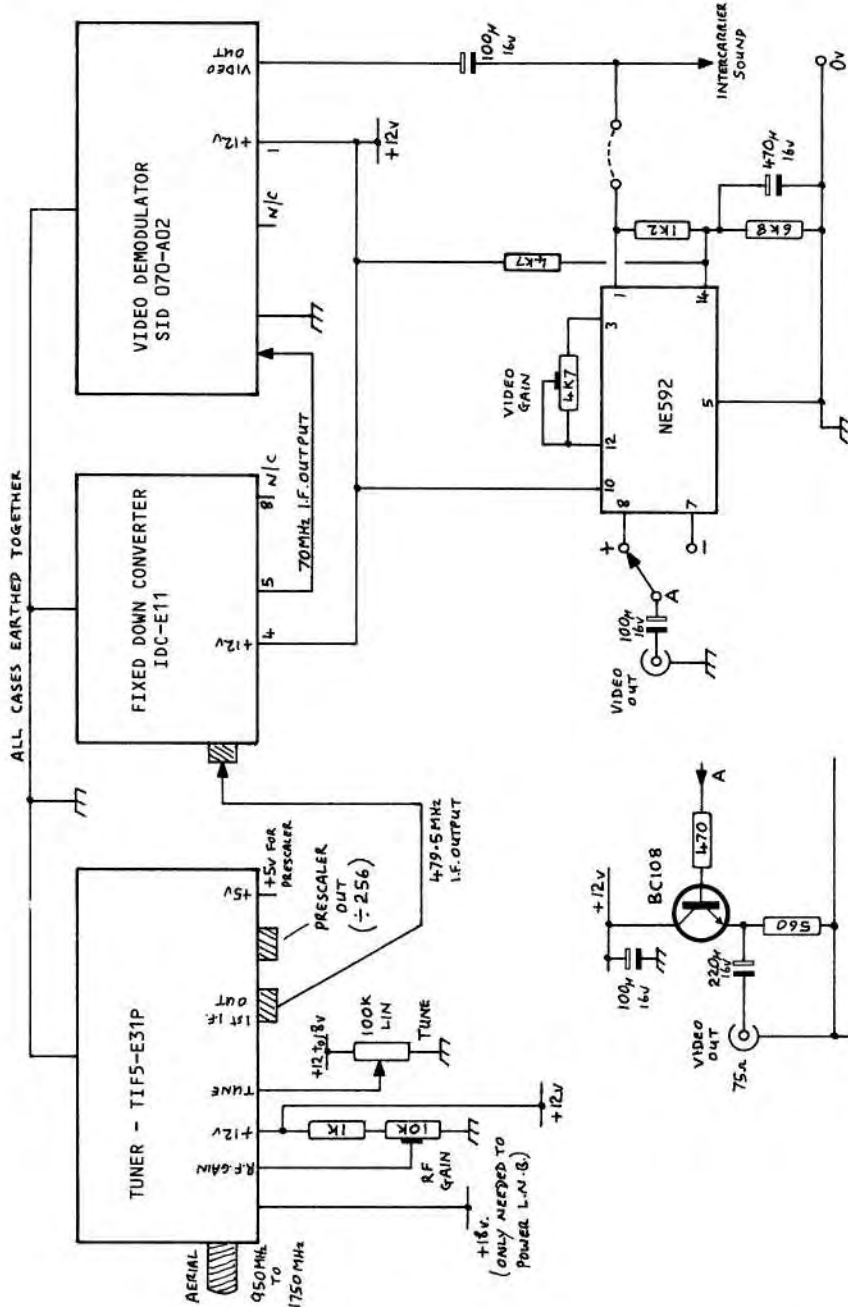 ALL CASES EARTHED TOGETHER
TUNER - TIF5-E31P
AERIAL
950MHz
TO
1750MHz
R.F.GAIN
+12v
TUNE
1ST I.F.
OUT
+5v
+5v FOR
PRESCALER
PRESCALER
OUT
(÷256)
+18v.
(ONLY NEEDED TO
POWER L.N.B.)
1K
10K
RF
GAIN
+12v
+12 to 18v
100K
LIN
TUNE
479.5MHz
I.F. OUTPUT
FIXED DOWN CONVERTER
IDC-E11
+12v
4
5
8
N/C
70MHz I.F. OUTPUT
VIDEO DEMODULATOR
SID 070-A02
N/C
+12v
1
VIDEO
OUT
+12v
100µ
16v
INTERCARRIER
SOUND
4K7
1K2
470µ
16v
6K8
0v
VIDEO
GAIN
4K7
NE592
1
3
14
12
10
5
8
7
+
-
A
100µ
16v
VIDEO
OUT
+12v
BC108
100µ
16v
470
A
220µ
16v
560
VIDEO
OUT
75Ω